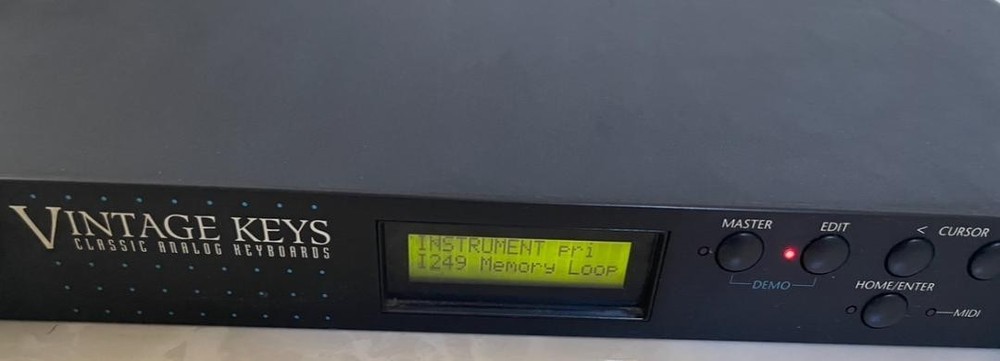 VINTAGE KEYS
CLASSIC ANALOG KEYBOARDS
INSTRUMENT pri
I249 Memory Loop
MASTER
EDIT
< CURSOR
DEMO
HOME/ENTER
MIDI